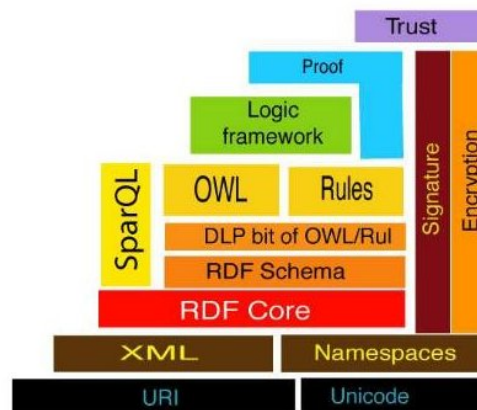 Trust
Proof
Logic
framework
SparQL
OWL
Rules
Signature
Encryption
DLP bit of OWL/Rul
RDF Schema
RDF Core
XML
Namespaces
URI
Unicode